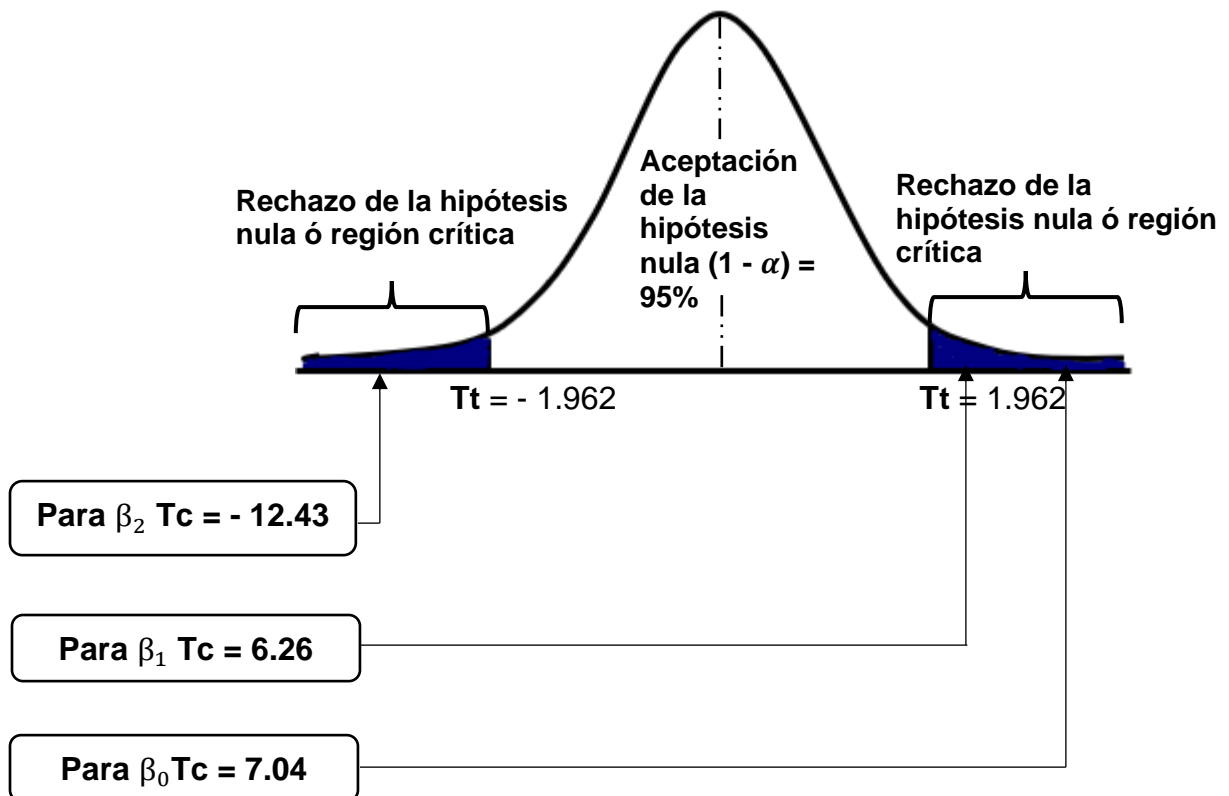 Rechazo de la hipótesis
nula ó región crítica
Aceptación
de la
hipótesis
nula (1 - 𝛼) =
95%
Rechazo de la
hipótesis nula ó región
crítica
Tt = - 1.962
Tt = 1.962
Para β₂ Tc = - 12.43
Para β₁ Tc = 6.26
Para β₀Tc = 7.04